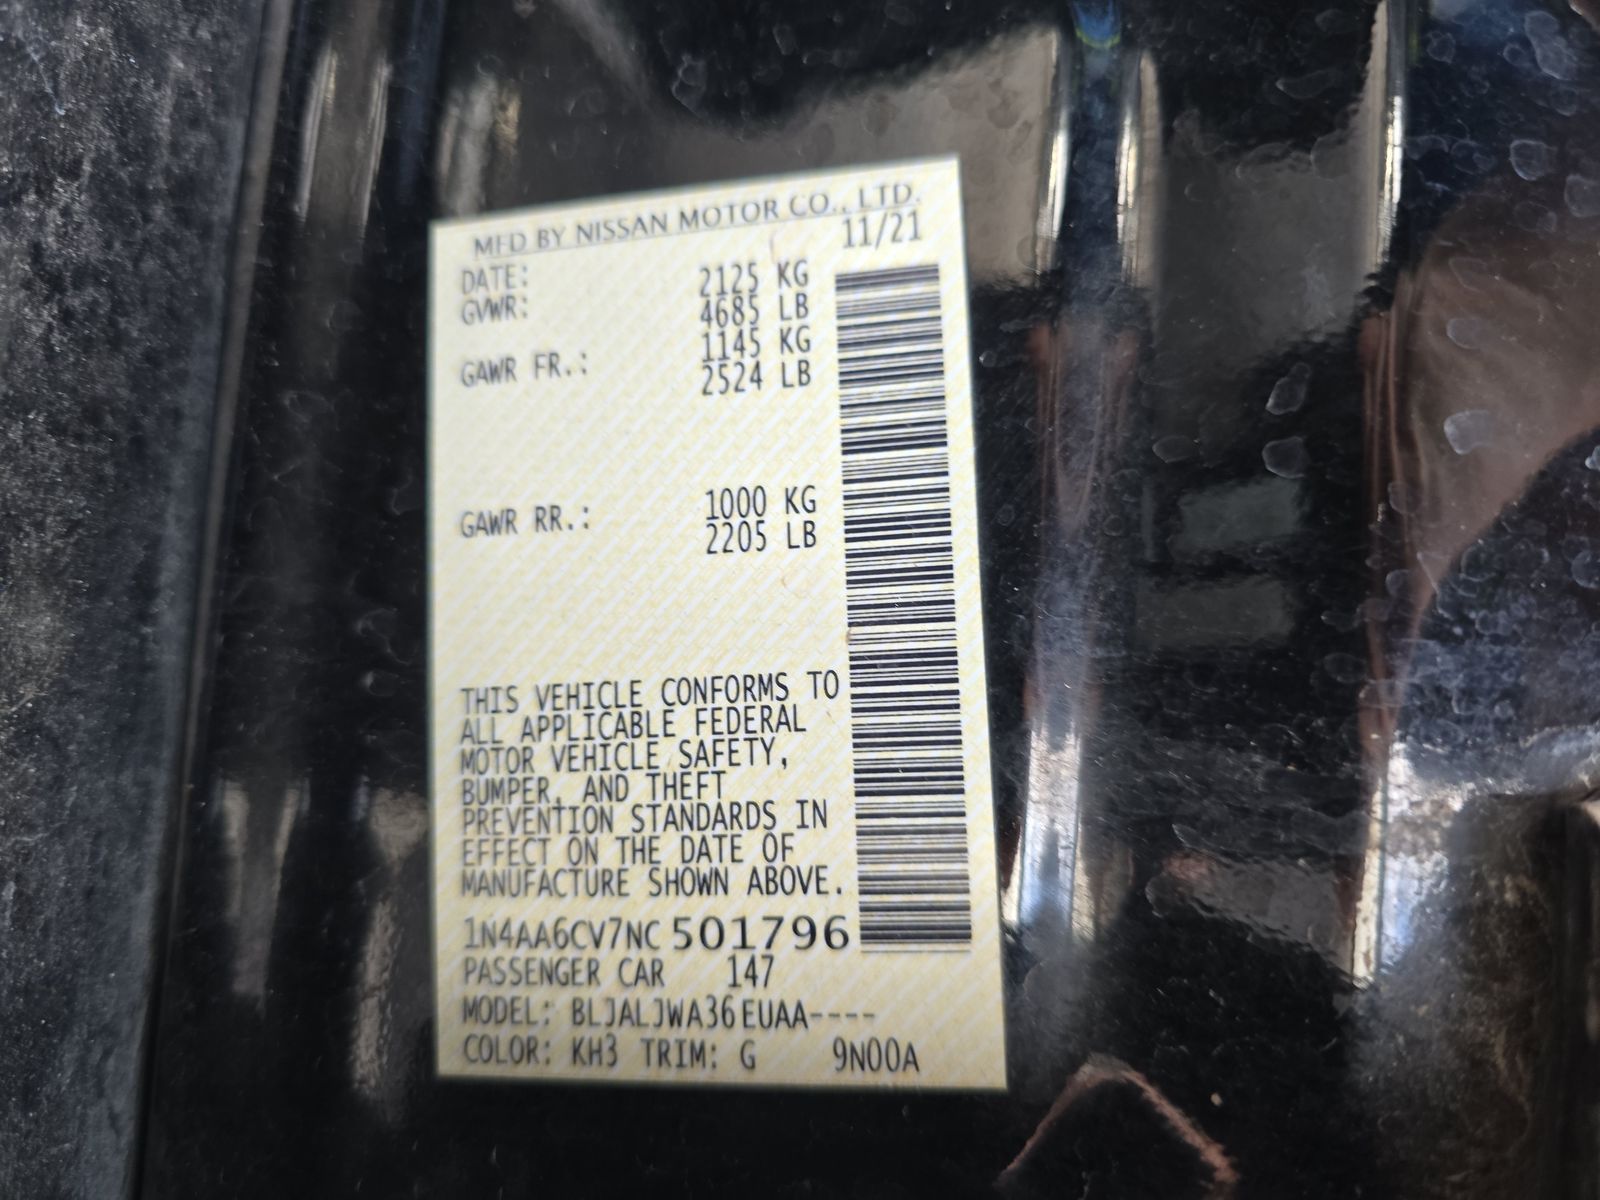 MFD BY NISSAN MOTOR CO., LTD.
DATE: 11/21
GVWR: 2125 KG
4685 LB
GAWR FR.: 1145 KG
2524 LB
GAWR RR.: 1000 KG
2205 LB
THIS VEHICLE CONFORMS TO
ALL APPLICABLE FEDERAL
MOTOR VEHICLE SAFETY,
BUMPER, AND THEFT
PREVENTION STANDARDS IN
EFFECT ON THE DATE OF
MANUFACTURE SHOWN ABOVE.
1N4AA6CV7NC501796
PASSENGER CAR 147
MODEL: BLJALJWA36EUAA----
COLOR: KH3 TRIM: G 9N00A